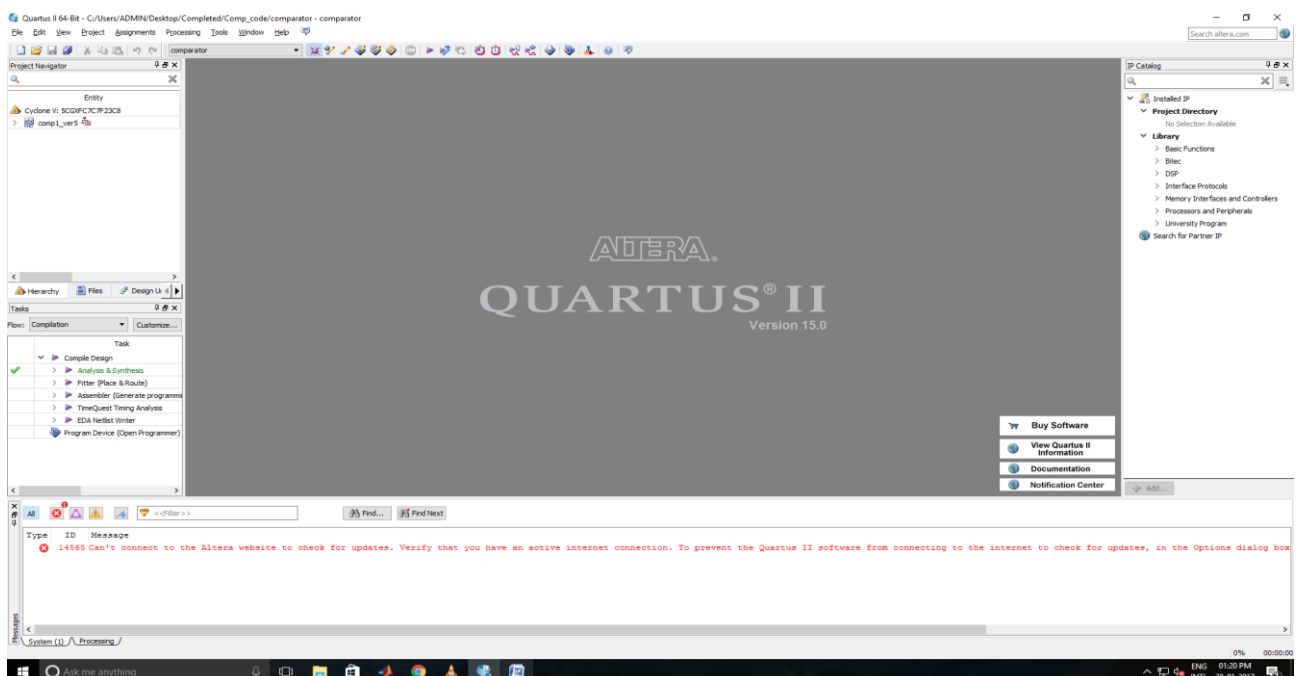 Quartus II 64-Bit - C:/Users/ADMIN/Desktop/Completed/Comp_code/comparator - comparator
File Edit View Project Assignments Processing Tools Window Help
Search altera.com
comparator
Project Navigator
Entity
Cyclone V: 5CGXFC7C7F23C8
comp1_ver5
Hierarchy Files Design Un
Tasks
Flow: Compilation Customize...
Task
Compile Design
Analysis & Synthesis
Fitter (Place & Route)
Assembler (Generate programmi
TimeQuest Timing Analysis
EDA Netlist Writer
Program Device (Open Programmer)
ALTERA
QUARTUS® II
Version 15.0
Buy Software
View Quartus II
Information
Documentation
Notification Center
IP Catalog
Installed IP
Project Directory
No Selection Available
Library
Basic Functions
Bitec
DSP
Interface Protocols
Memory Interfaces and Controllers
Processors and Peripherals
University Program
Search for Partner IP
Add...
All <<Filter>> Find... Find Next
Type ID Message
14565 Can't connect to the Altera website to check for updates. Verify that you have an active internet connection. To prevent the Quartus II software from connecting to the internet to check for updates, in the Options dialog box
Messages
System (1) Processing
0% 00:00:00
Ask me anything
ENG 01:20 PM
INTL 20-01-2017